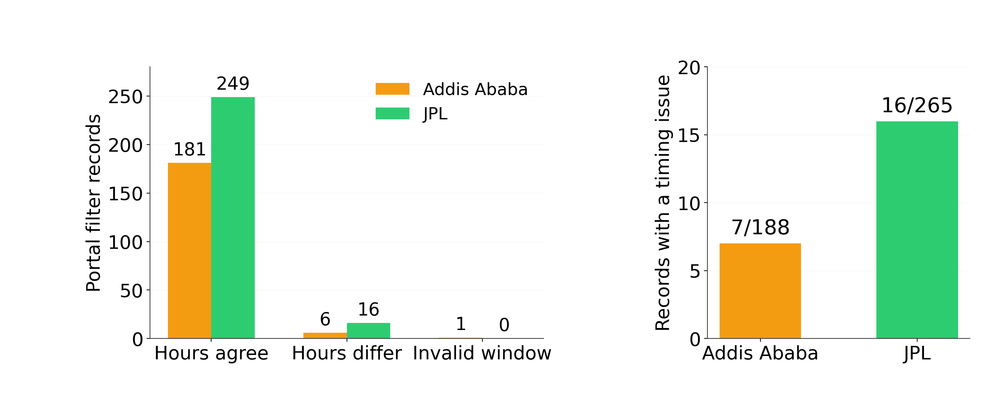 Portal filter records
250
200
150
100
50
0
249
181
6
16
1
0
Addis Ababa
JPL
Hours agree
Hours differ
Invalid window
Records with a timing issue
20
15
10
5
0
7/188
16/265
Addis Ababa
JPL